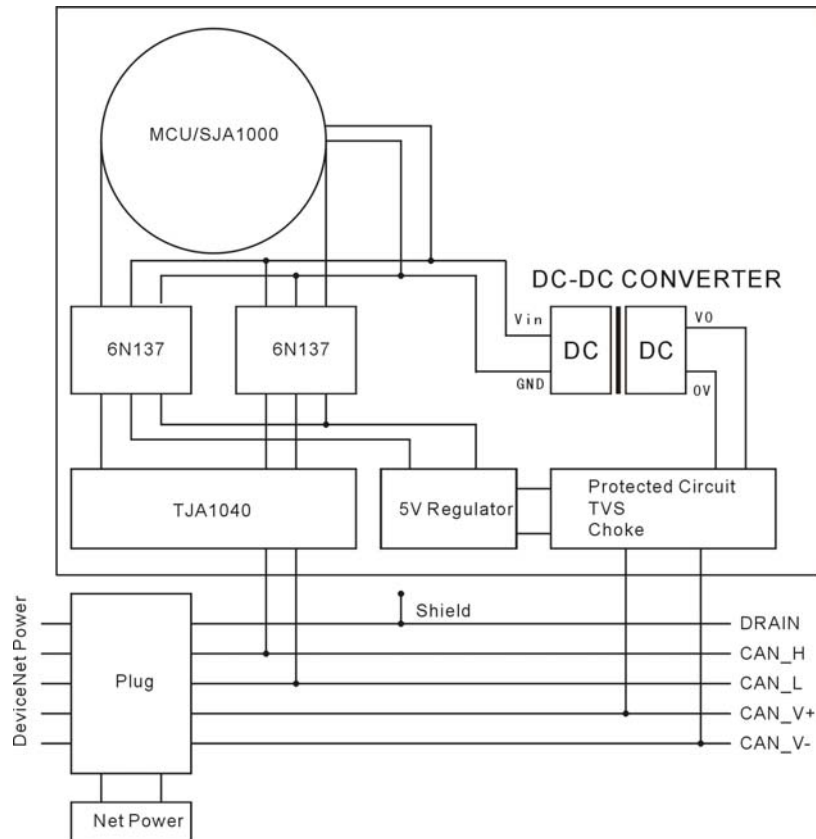 MCU/SJA1000
DC-DC CONVERTER
Vin
VO
6N137
6N137
DC
DC
GND
0V
TJA1040
5V Regulator
Protected Circuit
TVS
Choke
Shield
DeviceNet Power
Plug
DRAIN
CAN_H
CAN_L
CAN_V+
CAN_V-
Net Power